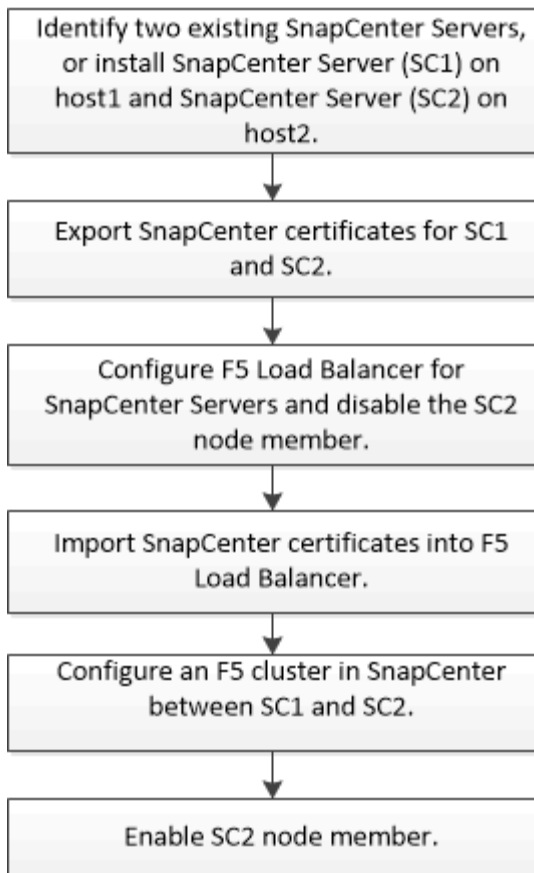 Identify two existing SnapCenter Servers,
or install SnapCenter Server (SC1) on
host1 and SnapCenter Server (SC2) on
host2.
Export SnapCenter certificates for SC1
and SC2.
Configure F5 Load Balancer for
SnapCenter Servers and disable the SC2
node member.
Import SnapCenter certificates into F5
Load Balancer.
Configure an F5 cluster in SnapCenter
between SC1 and SC2.
Enable SC2 node member.